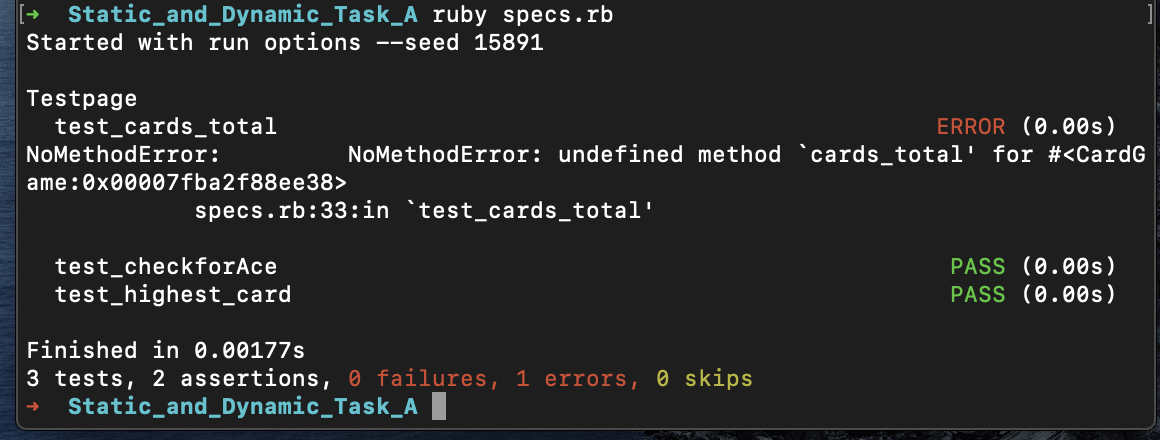 [➜  Static_and_Dynamic_Task_A ruby specs.rb ]
Started with run options --seed 15891
Testpage
test_cards_total ERROR (0.00s)
NoMethodError: NoMethodError: undefined method `cards_total' for #<CardG
ame:0x00007fba2f88ee38>
specs.rb:33:in `test_cards_total'
test_checkforAce PASS (0.00s)
test_highest_card PASS (0.00s)
Finished in 0.00177s
3 tests, 2 assertions, 0 failures, 1 errors, 0 skips
➜  Static_and_Dynamic_Task_A